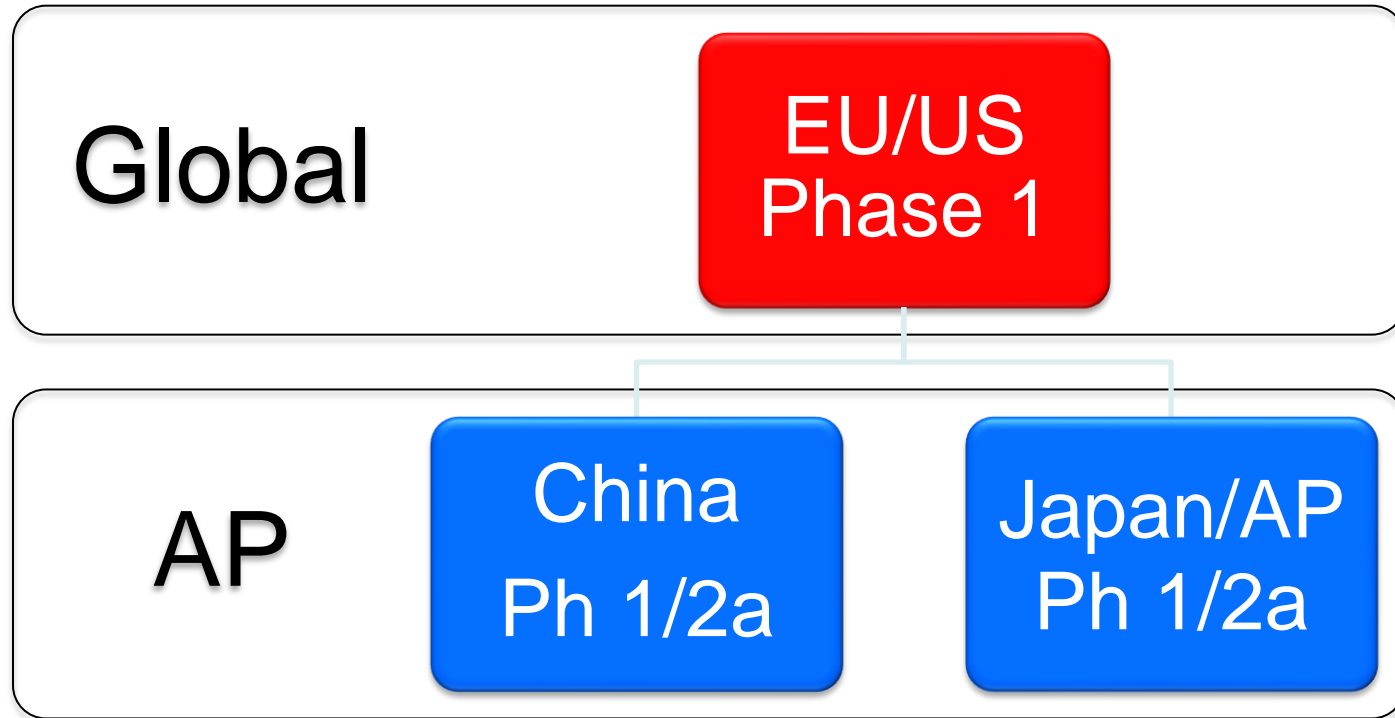 Global
EU/US
Phase 1
AP
China
Ph 1/2a
Japan/AP
Ph 1/2a